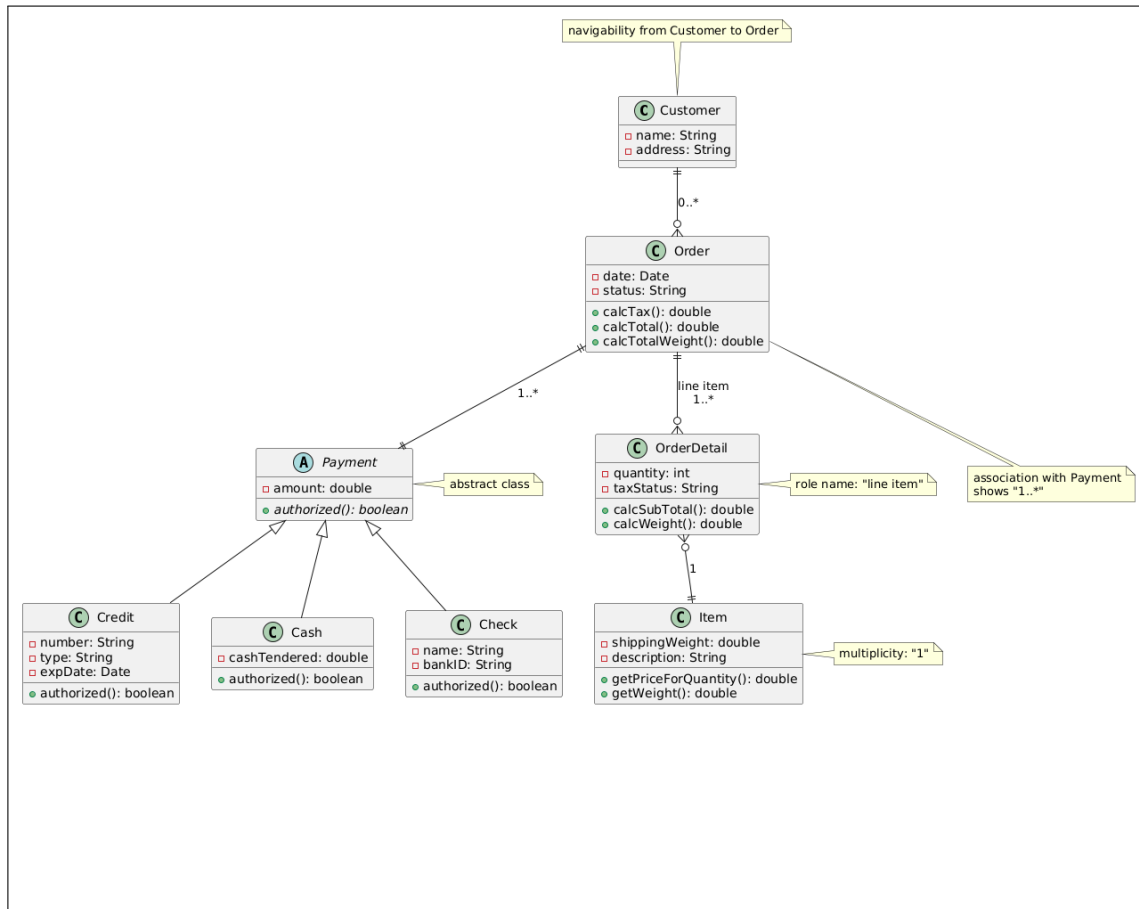 navigability from Customer to Order
C Customer
name: String
address: String
0..*
C Order
date: Date
status: String
calcTax(): double
calcTotal(): double
calcTotalWeight(): double
1..*
line item
1..*
A Payment
amount: double
authorized(): boolean
abstract class
C OrderDetail
quantity: int
taxStatus: String
calcSubTotal(): double
calcWeight(): double
role name: "line item"
association with Payment
shows "1..*"
1
C Credit
number: String
type: String
expDate: Date
authorized(): boolean
C Cash
cashTendered: double
authorized(): boolean
C Check
name: String
bankID: String
authorized(): boolean
C Item
shippingWeight: double
description: String
getPriceForQuantity(): double
getWeight(): double
multiplicity: "1"